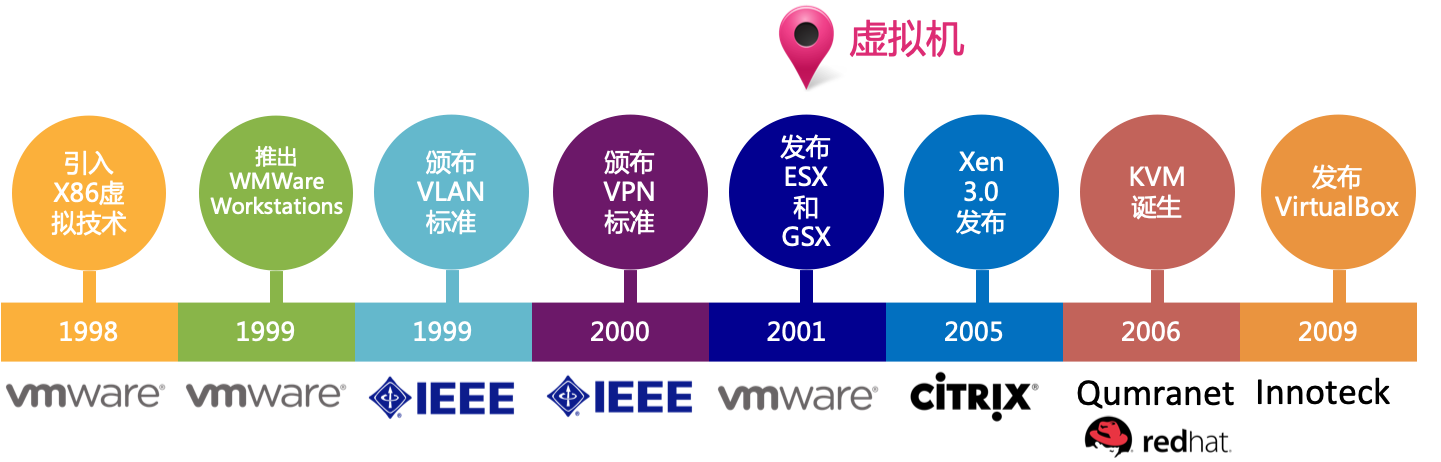 虚拟机
引入
X86虚
拟技术
推出
WMWare
Workstations
颁布
VLAN
标准
颁布
VPN
标准
发布
ESX
和
GSX
Xen
3.0
发布
KVM
诞生
发布
VirtualBox
1998
1999
1999
2000
2001
2005
2006
2009
vmware®
vmware®
IEEE
IEEE
vmware®
CiTRIX®
Qumranet
redhat.
Innoteck